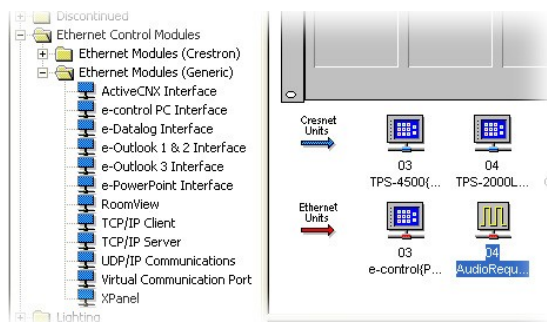 Discontinued
Ethernet Control Modules
Ethernet Modules (Crestron)
Ethernet Modules (Generic)
ActiveCNX Interface
e-control PC Interface
e-Datalog Interface
e-Outlook 1 & 2 Interface
e-Outlook 3 Interface
e-PowerPoint Interface
RoomView
TCP/IP Client
TCP/IP Server
UDP/IP Communications
Virtual Communication Port
XPanel
Lighting
Cresnet
Units
03
TPS-4500{...
04
TPS-2000L...
Ethernet
Units
03
e-control{P...
04
AudioRequ...